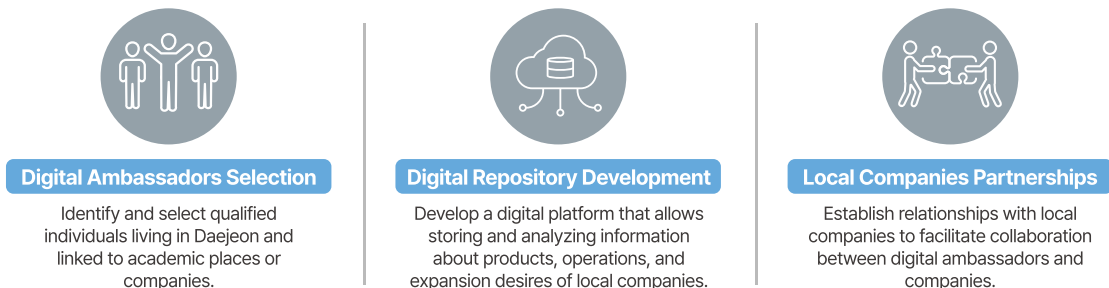 Digital Ambassadors Selection
Identify and select qualified
individuals living in Daejeon and
linked to academic places or
companies.
Digital Repository Development
Develop a digital platform that allows
storing and analyzing information
about products, operations, and
expansion desires of local companies.
Local Companies Partnerships
Establish relationships with local
companies to facilitate collaboration
between digital ambassadors and
companies.